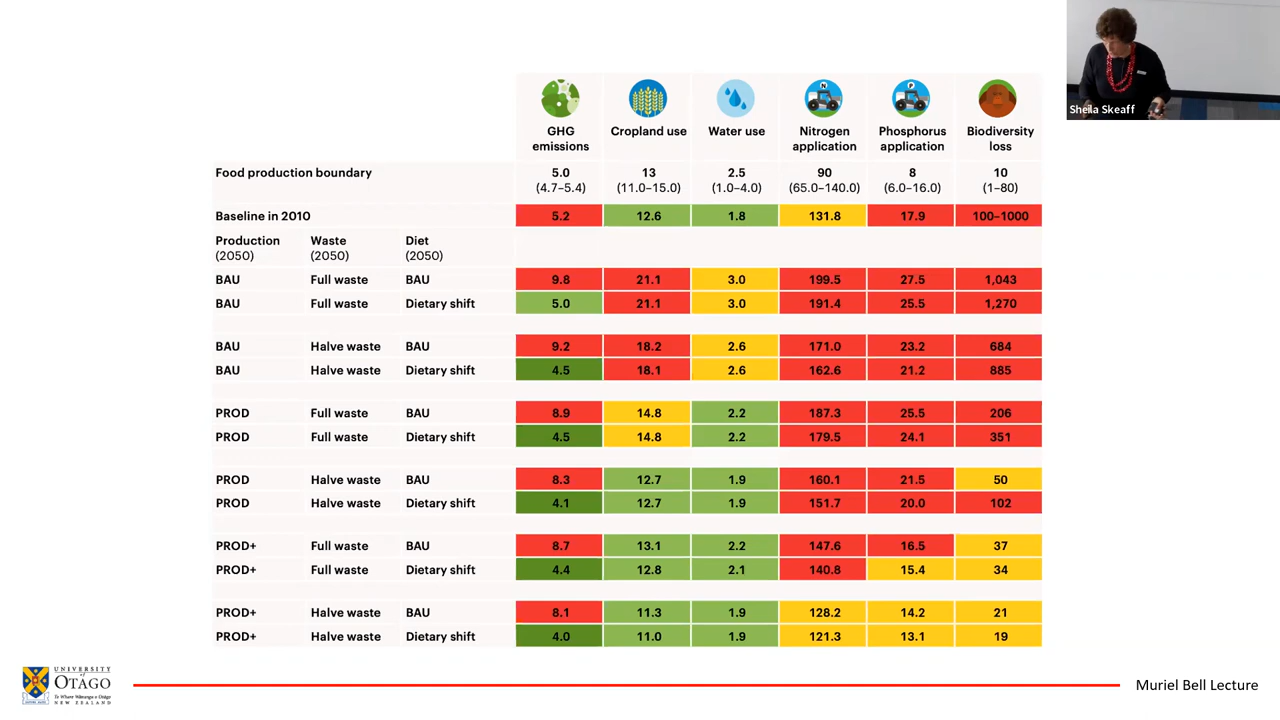 Sheila Skeaff
N
P
GHG emissions Cropland use Water use Nitrogen application Phosphorus application Biodiversity loss
Food production boundary 5.0 13 2.5 90 8 10
(4.7–5.4) (11.0–15.0) (1.0–4.0) (65.0–140.0) (6.0–16.0) (1–80)
Baseline in 2010 5.2 12.6 1.8 131.8 17.9 100–1000
Production Waste Diet
(2050) (2050) (2050)
BAU Full waste BAU 9.8 21.1 3.0 199.5 27.5 1,043
BAU Full waste Dietary shift 5.0 21.1 3.0 191.4 25.5 1,270
BAU Halve waste BAU 9.2 18.2 2.6 171.0 23.2 684
BAU Halve waste Dietary shift 4.5 18.1 2.6 162.6 21.2 885
PROD Full waste BAU 8.9 14.8 2.2 187.3 25.5 206
PROD Full waste Dietary shift 4.5 14.8 2.2 179.5 24.1 351
PROD Halve waste BAU 8.3 12.7 1.9 160.1 21.5 50
PROD Halve waste Dietary shift 4.1 12.7 1.9 151.7 20.0 102
PROD+ Full waste BAU 8.7 13.1 2.2 147.6 16.5 37
PROD+ Full waste Dietary shift 4.4 12.8 2.1 140.8 15.4 34
PROD+ Halve waste BAU 8.1 11.3 1.9 128.2 14.2 21
PROD+ Halve waste Dietary shift 4.0 11.0 1.9 121.3 13.1 19
UNIVERSITY
of
OTAGO
Te Whare Wānanga o Otāgo
NEW ZEALAND
Muriel Bell Lecture